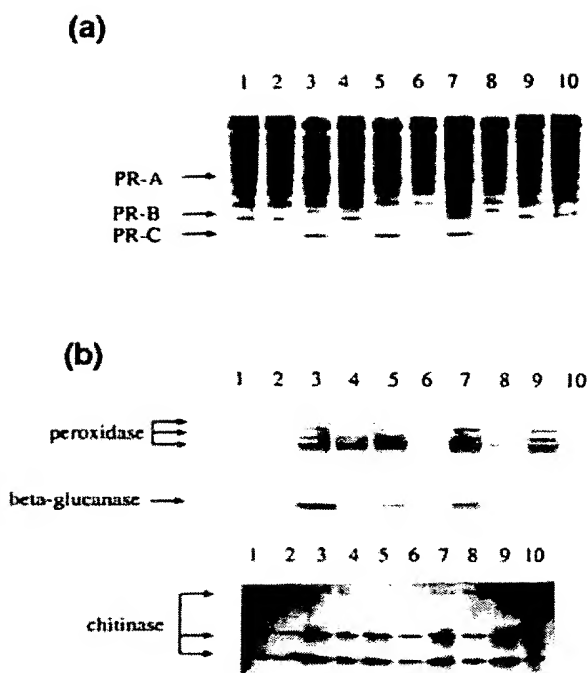 (a)
1 2 3 4 5 6 7 8 9 10
PR-A
PR-B
PR-C
(b)
1 2 3 4 5 6 7 8 9 10
peroxidase
beta-glucanase
1 2 3 4 5 6 7 8 9 10
chitinase